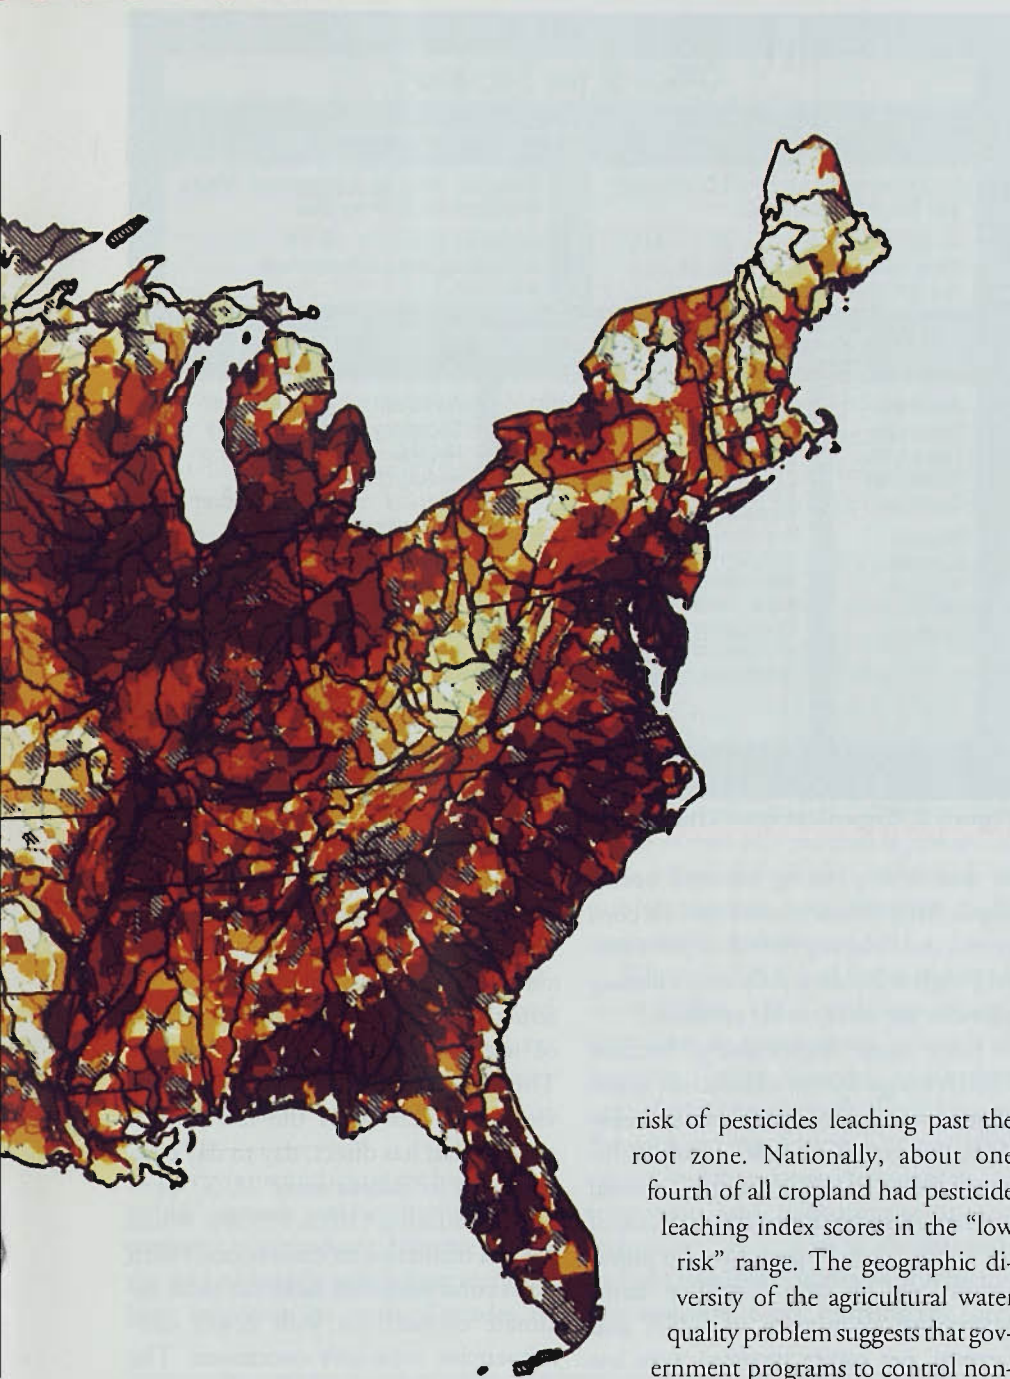 risk of pesticides leaching past the
root zone. Nationally, about one
fourth of all cropland had pesticide
leaching index scores in the “low
risk” range. The geographic di-
versity of the agricultural water
quality problem suggests that gov-
ernment programs to control non-